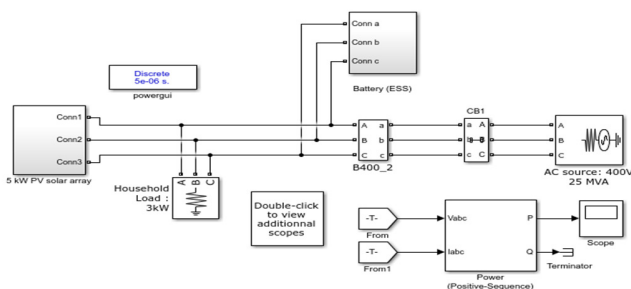 Conn a
Conn b
Conn c
Battery (ESS)
Discrete
5e-06 s.
powergui
Conn1
Conn2
Conn3
5 kW PV solar array
A
B
C
Household
Load :
3kW
A a
B b
C c
B400_2
CB1
a A
b B
c C
A
B
C
AC source: 400V
25 MVA
Double-click
to view
additionnal
scopes
-T-
From
-T-
From1
Vabc
Iabc
P
Q
Power
(Positive-Sequence)
Scope
Terminator